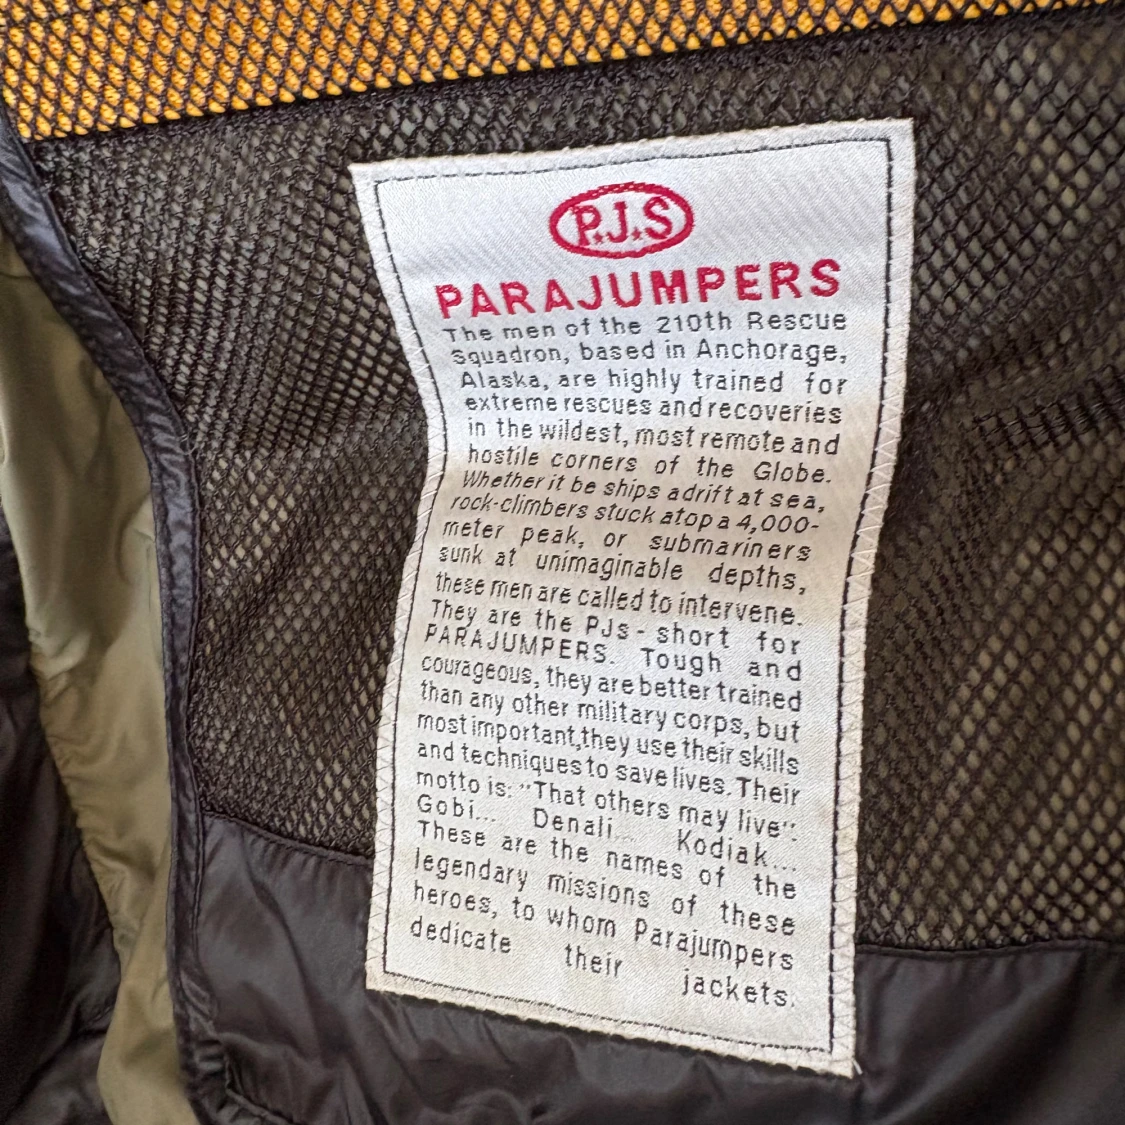 P.J.S
PARAJUMPERS
The men of the 210th Rescue
Squadron, based in Anchorage,
Alaska, are highly trained for
extreme rescues and recoveries
in the wildest, most remote and
hostile corners of the Globe.
Whether it be ships adrift at sea,
rock-climbers stuck atop a 4,000-
meter peak, or submariners
sunk at unimaginable depths,
these men are called to intervene.
They are the PJs - short for
PARAJUMPERS. Tough and
courageous, they are better trained
than any other military corps, but
most important,they use their skills
and techniques to save lives. Their
motto is: "That others may live".
Gobi... Denali... Kodiak...
These are the names of the
legendary missions of these
heroes, to whom Parajumpers
dedicate their jackets.